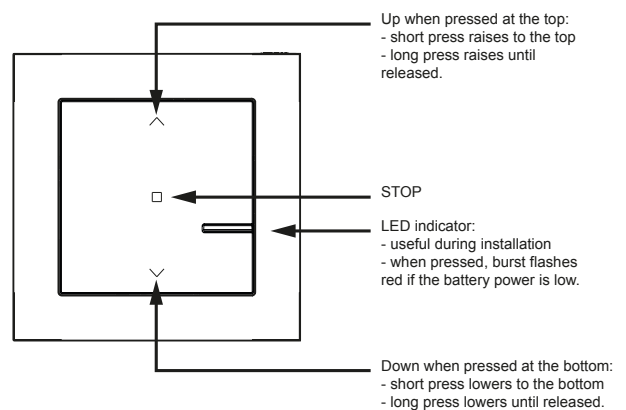 Up when pressed at the top:
- short press raises to the top
- long press raises until
released.
STOP
LED indicator:
- useful during installation
- when pressed, burst flashes
red if the battery power is low.
Down when pressed at the bottom:
- short press lowers to the bottom
- long press lowers until released.